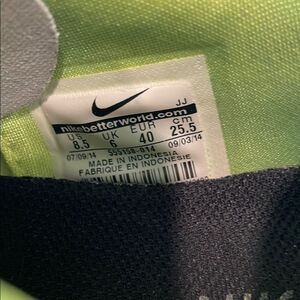 NIKE
JJ
nikebetterworld.com
US UK EUR cm
8.5 6 40 25.5
07/09/14 09/03/14
MADE IN INDONESIA
FABRIQUE EN INDONESIE